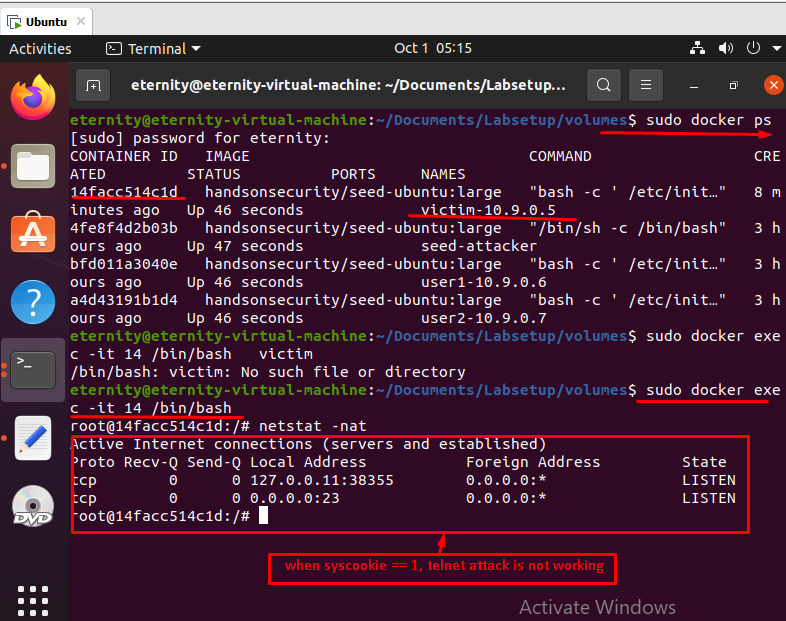 Ubuntu
Activities
Terminal
Oct 1 05:15
eternity@eternity-virtual-machine: ~/Documents/Labsetup...
eternity@eternity-virtual-machine:~/Documents/Labsetup/volumes$ sudo docker ps
[sudo] password for eternity:
CONTAINER ID   IMAGE                               COMMAND                  CRE
ATED         STATUS          PORTS     NAMES
14facc514c1d   handsonsecurity/seed-ubuntu:large   "bash -c ' /etc/init…"   8 m
inutes ago   Up 46 seconds             victim-10.9.0.5
4fe8f4d2b03b   handsonsecurity/seed-ubuntu:large   "/bin/sh -c /bin/bash"   3 h
ours ago     Up 47 seconds             seed-attacker
bfd011a3040e   handsonsecurity/seed-ubuntu:large   "bash -c ' /etc/init…"   3 h
ours ago     Up 46 seconds             user1-10.9.0.6
a4d43191b1d4   handsonsecurity/seed-ubuntu:large   "bash -c ' /etc/init…"   3 h
ours ago     Up 46 seconds             user2-10.9.0.7
eternity@eternity-virtual-machine:~/Documents/Labsetup/volumes$ sudo docker exe
c -it 14 /bin/bash   victim
/bin/bash: victim: No such file or directory
eternity@eternity-virtual-machine:~/Documents/Labsetup/volumes$ sudo docker exe
c -it 14 /bin/bash
root@14facc514c1d:/# netstat -nat
Active Internet connections (servers and established)
Proto Recv-Q Send-Q Local Address           Foreign Address         State
tcp        0      0 127.0.0.11:38355        0.0.0.0:*               LISTEN
tcp        0      0 0.0.0.0:23              0.0.0.0:*               LISTEN
root@14facc514c1d:/#
when syscookie == 1, telnet attack is not working
DVD
Activate Windows